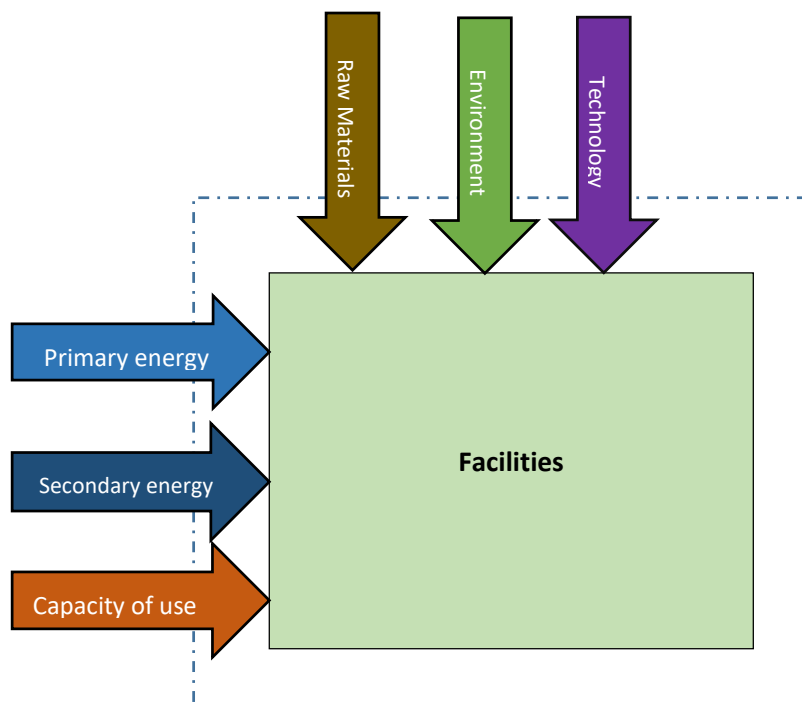 Raw Materials
Environment
Technology
Primary energy
Secondary energy
Capacity of use
Facilities